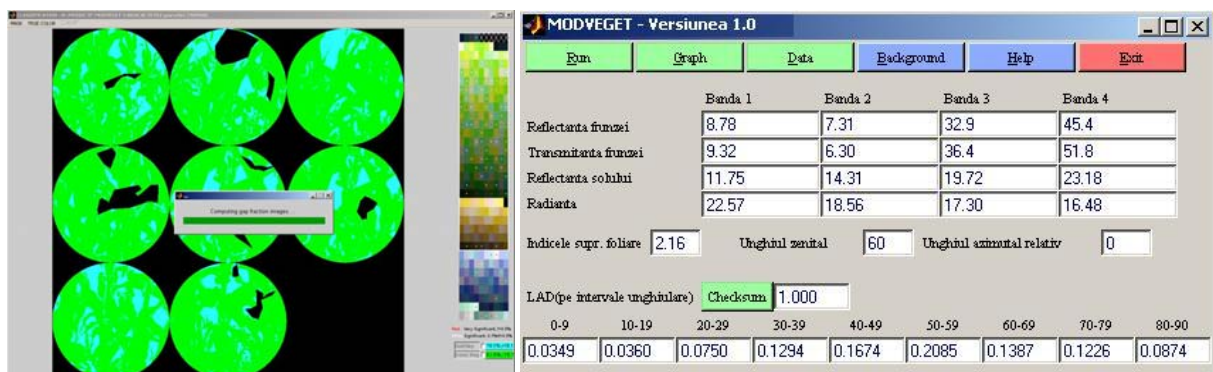 Computing gap fraction images ...
MODVEGET - Versiunea 1.0
Run Graph Data Background Help Exit
Banda 1 Banda 2 Banda 3 Banda 4
Reflectanta frunzei 8.78 7.31 32.9 45.4
Transmitanta frunzei 9.32 6.30 36.4 51.8
Reflectanta solului 11.75 14.31 19.72 23.18
Radianta 22.57 18.56 17.30 16.48
Indicele supr. foliare 2.16 Unghiul zenital 60 Unghiul azimutal relativ 0
LAD(pe intervale unghiulare) Checksum 1.000
0-9 10-19 20-29 30-39 40-49 50-59 60-69 70-79 80-90
0.0349 0.0360 0.0750 0.1294 0.1674 0.2085 0.1387 0.1226 0.0874